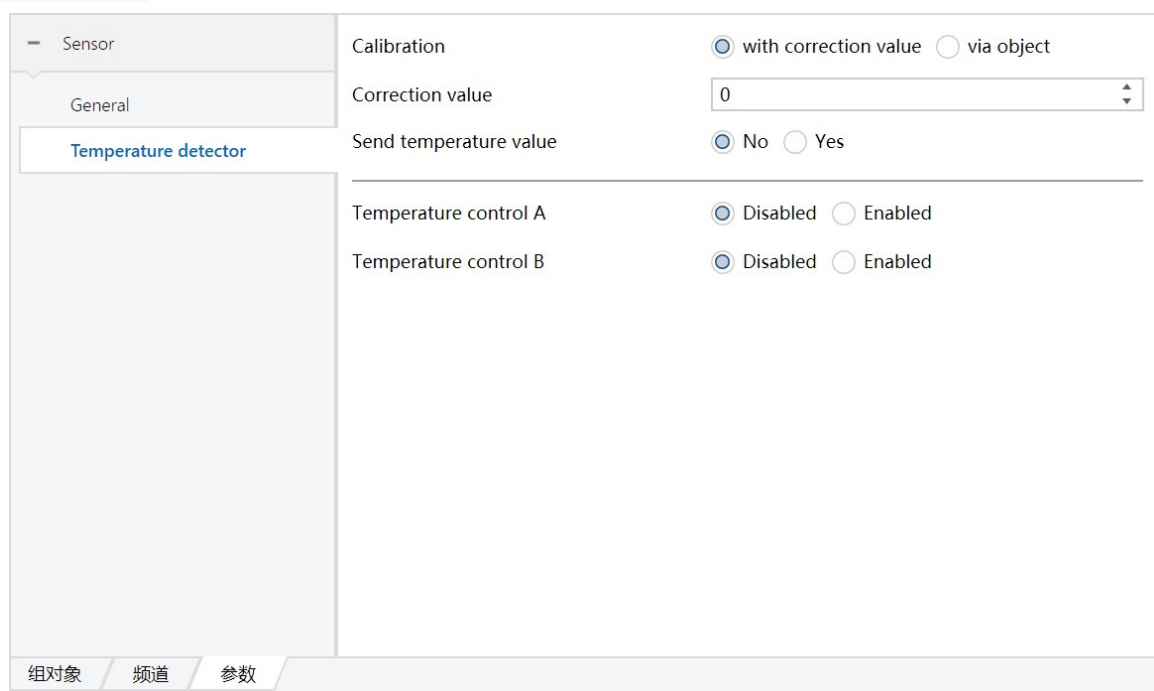 Sensor
General
Temperature detector
Calibration with correction value via object
Correction value 0
Send temperature value No Yes
Temperature control A Disabled Enabled
Temperature control B Disabled Enabled
组对象 频道 参数